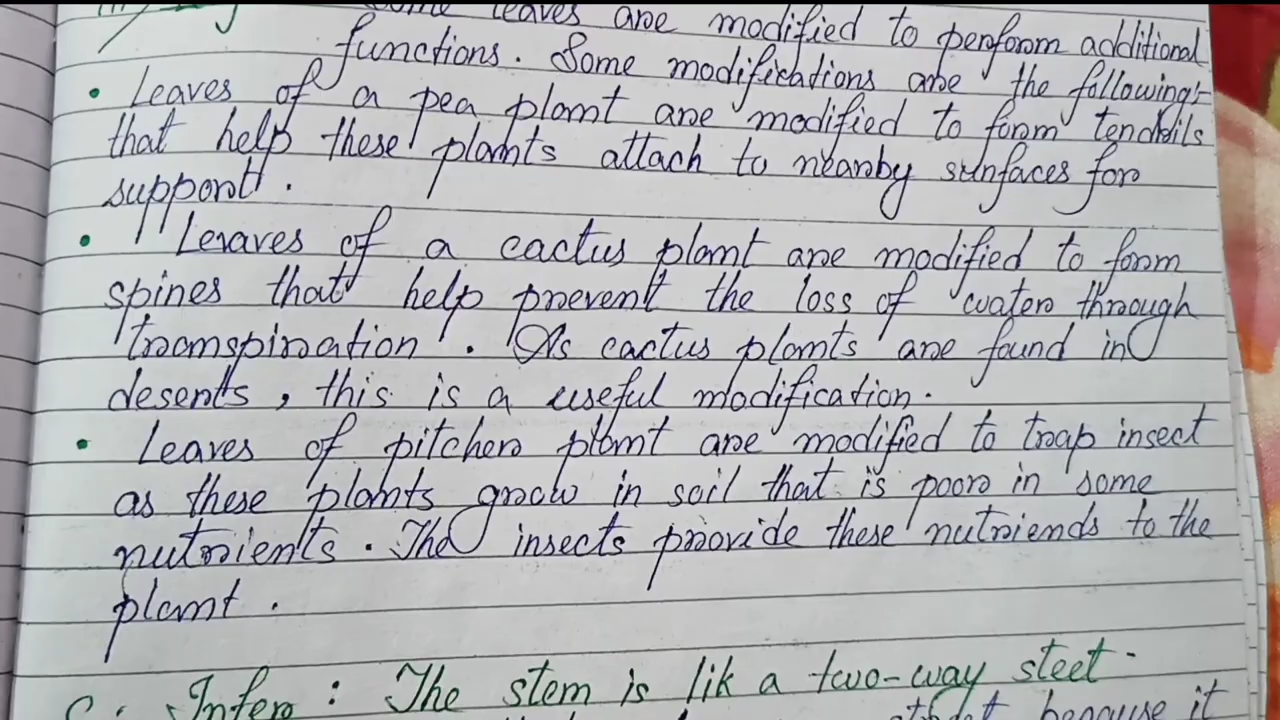 Some leaves are modified to perform additional
functions. Some modifications are the following:-
• Leaves of a pea plant are modified to form tendrils
that help these plants attach to nearby surfaces for
support.
• Leaves of a cactus plant are modified to form
spines that help prevent the loss of water through
transpiration. As cactus plants are found in
deserts, this is a useful modification.
• Leaves of pitcher plant are modified to trap insect
as these plants grow in soil that is poor in some
nutrients. The insects provide these nutriends to the
plant.
C. Infer: The stem is lik a two-way steet
because it